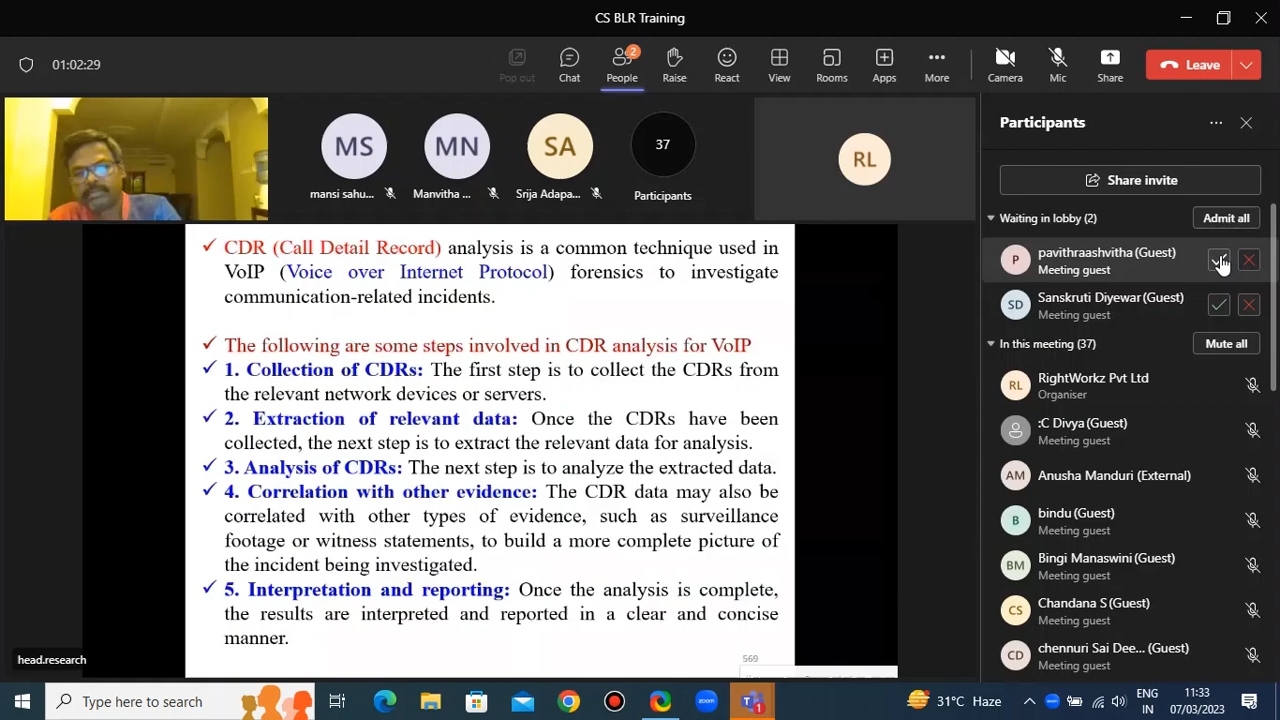 CS BLR Training
01:02:29
Pop out
Chat
2
People
Raise
React
View
Rooms
Apps
More
Camera
Mic
Share
Leave
MS
mansi sahu...
MN
Manvitha ...
SA
Srija Adapa...
37
Participants
RL
CDR (Call Detail Record) analysis is a common technique used in
VoIP (Voice over Internet Protocol) forensics to investigate
communication-related incidents.
The following are some steps involved in CDR analysis for VoIP
1. Collection of CDRs: The first step is to collect the CDRs from
the relevant network devices or servers.
2. Extraction of relevant data: Once the CDRs have been
collected, the next step is to extract the relevant data for analysis.
3. Analysis of CDRs: The next step is to analyze the extracted data.
4. Correlation with other evidence: The CDR data may also be
correlated with other types of evidence, such as surveillance
footage or witness statements, to build a more complete picture of
the incident being investigated.
5. Interpretation and reporting: Once the analysis is complete,
the results are interpreted and reported in a clear and concise
manner.
569
head.research
Participants
Share invite
Waiting in lobby (2)
Admit all
P
pavithraashvitha (Guest)
Meeting guest
SD
Sanskruti Diyewar (Guest)
Meeting guest
In this meeting (37)
Mute all
RL
RightWorkz Pvt Ltd
Organiser
:C Divya (Guest)
Meeting guest
AM
Anusha Manduri (External)
B
bindu (Guest)
Meeting guest
BM
Bingi Manaswini (Guest)
Meeting guest
CS
Chandana S (Guest)
Meeting guest
CD
chennuri Sai Dee... (Guest)
Meeting guest
Type here to search
zoom
1
31°C Haze
ENG
IN
11:33
07/03/2023